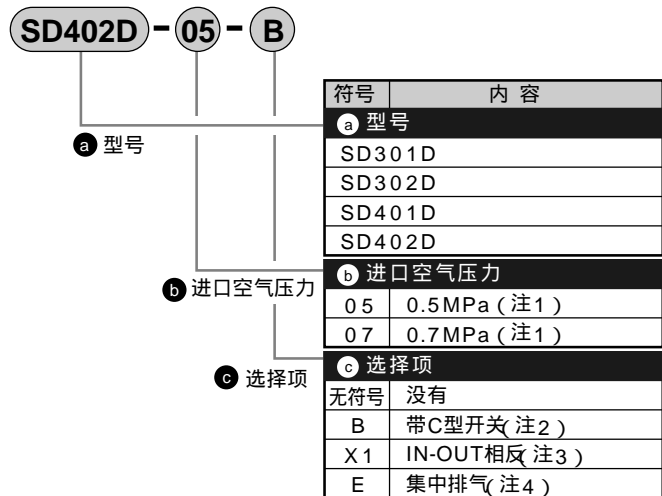 SD402D - 05 - B
符号 内容
a 型号
a 型号
SD301D
SD302D
SD401D
SD402D
b 进口空气压力
b 进口空气压力
05 0.5MPa（注1）
07 0.7MPa（注1）
c 选择项
c 选择项
无符号 没有
B 带C型开关（注2）
X1 IN-OUT相反（注3）
E 集中排气（注4）